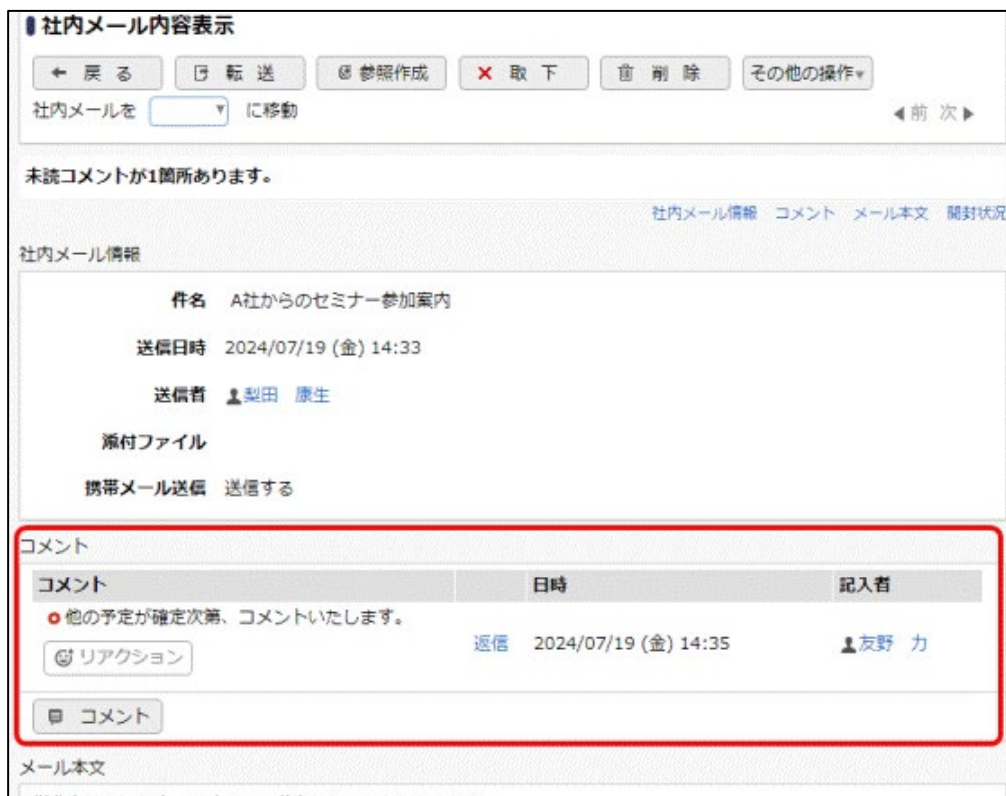 社内メール内容表示
戻る 転送 参照作成 取下 削除 その他の操作▾
社内メールを に移動 ◀前 次▶
未読コメントが1箇所あります。
社内メール情報 コメント メール本文 開封状況
社内メール情報
件名 A社からのセミナー参加案内
送信日時 2024/07/19 (金) 14:33
送信者 梨田 康生
添付ファイル
携帯メール送信 送信する
コメント
コメント 日時 記入者
他の予定が確定次第、コメントいたします。
リアクション 返信 2024/07/19 (金) 14:35 友野 力
コメント
メール本文